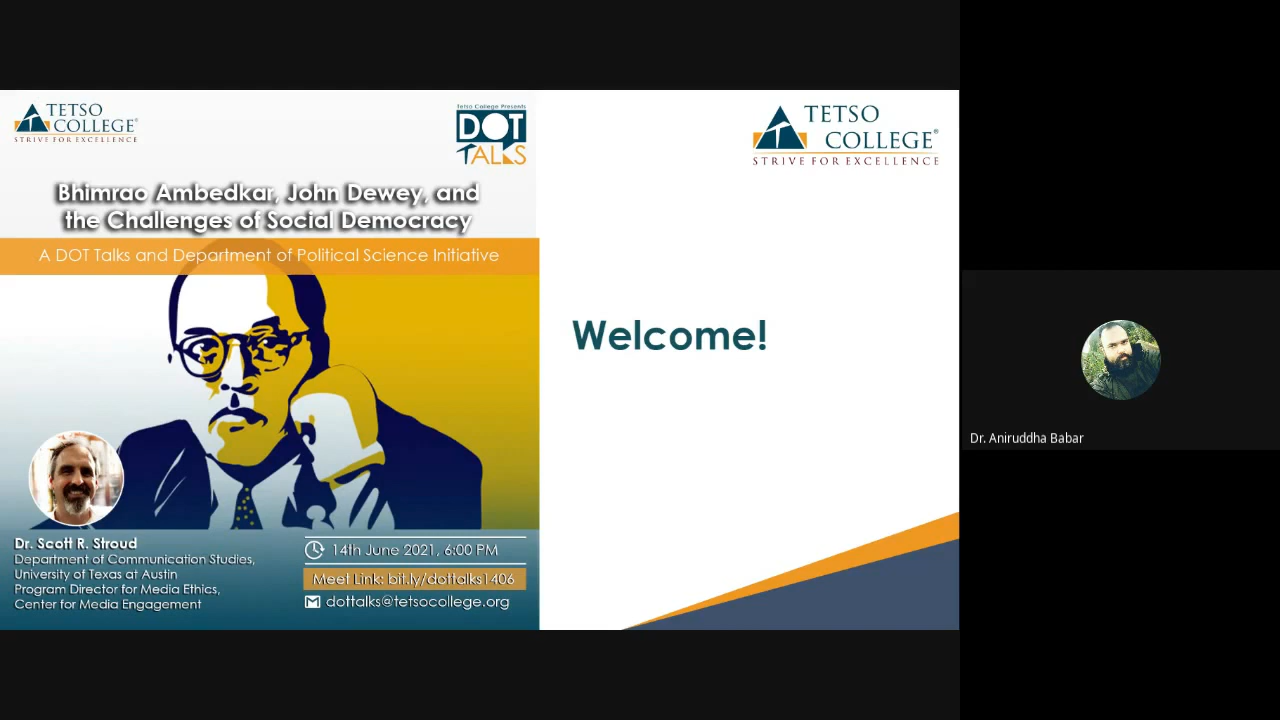 TETSO
COLLEGE®
STRIVE FOR EXCELLENCE
Tetso College Presents
DOT
TALKS
Bhimrao Ambedkar, John Dewey, and
the Challenges of Social Democracy
A DOT Talks and Department of Political Science Initiative
Dr. Scott R. Stroud
Department of Communication Studies,
University of Texas at Austin
Program Director for Media Ethics,
Center for Media Engagement
14th June 2021, 6:00 PM
Meet Link: bit.ly/dottalks1406
dottalks@tetsocollege.org
TETSO
COLLEGE®
STRIVE FOR EXCELLENCE
Welcome!
Dr. Aniruddha Babar